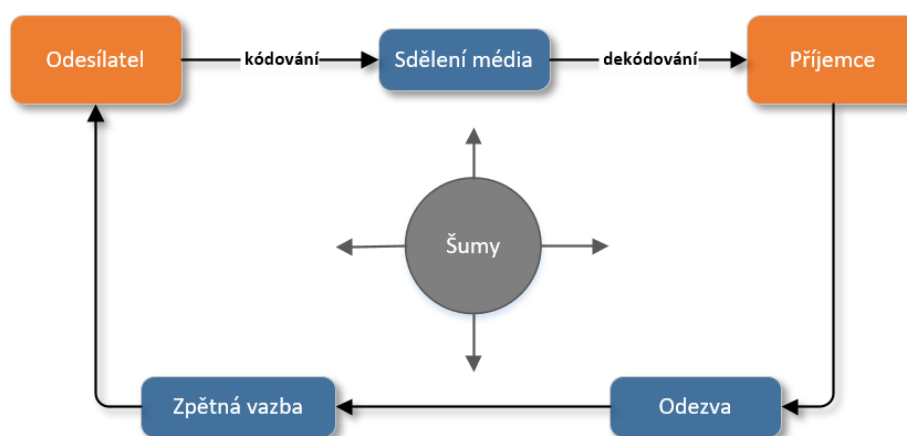 Odesílatel
kódování
Sdělení média
dekódování
Příjemce
Šumy
Zpětná vazba
Odezva